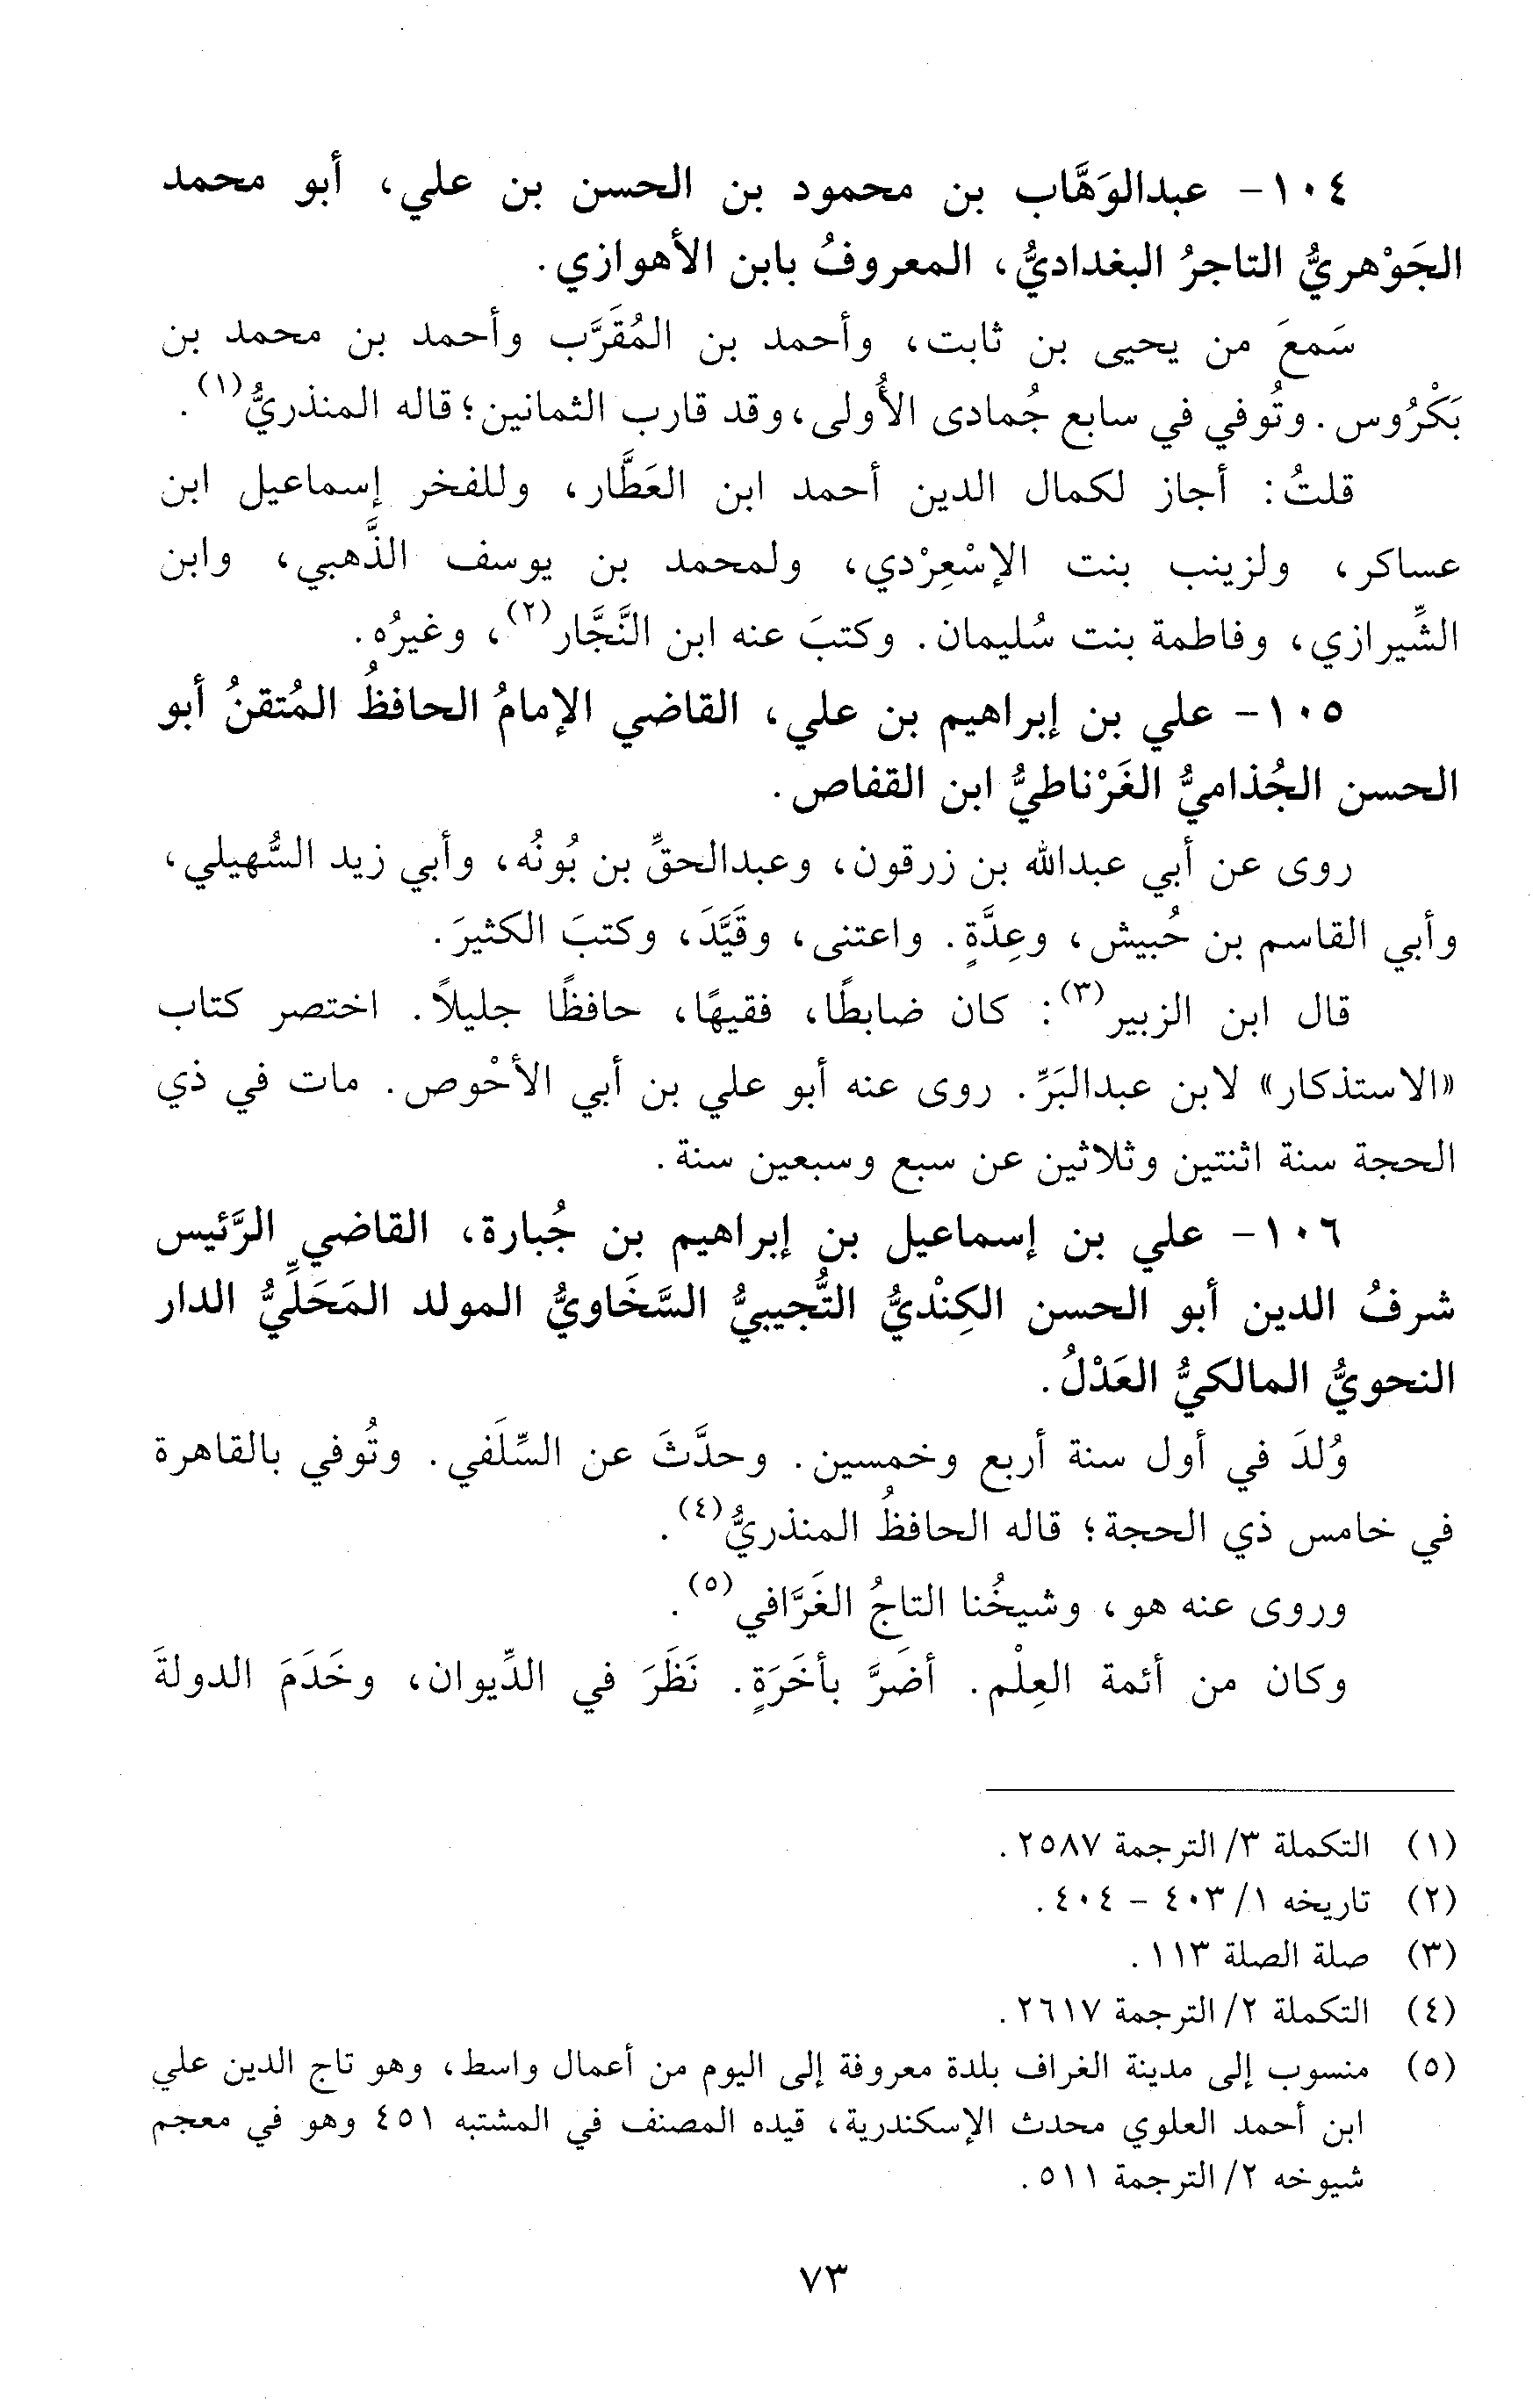 ١٠٤- عبدالوَهَّاب بن محمود بن الحسن بن علي، أبو محمد
الجَوْهريُّ التاجرُ البغداديُّ، المعروفُ بابن الأهوازي.
سَمعَ من يحيى بن ثابت، وأحمد بن المُقَرَّب وأحمد بن محمد بن
بَكْرُوس. وتُوفي في سابع جُمادى الأُولى، وقد قارب الثمانين؛ قاله المنذريُّ(١).
قلتُ: أجاز لكمال الدين أحمد ابن العَطَّار، وللفخر إسماعيل ابن
عساكر، ولزينب بنت الإسْعِرْدي، ولمحمد بن يوسف الذَّهبي، وابن
الشِّيرازي، وفاطمة بنت سُليمان. وكتبَ عنه ابن النَّجَّار(٢)، وغيرُه.
١٠٥- علي بن إبراهيم بن علي، القاضي الإمامُ الحافظُ المُتقنُ أبو
الحسن الجُذاميُّ الغَرْناطيُّ ابن القفاص.
روى عن أبي عبدالله بن زرقون، وعبدالحقِّ بن بُونُه، وأبي زيد السُّهيلي،
وأبي القاسم بن حُبيش، وعِدَّةٍ. واعتنى، وقَيَّدَ، وكتبَ الكثيرَ.
قال ابن الزبير(٣): كان ضابطًا، فقيهًا، حافظًا جليلاً. اختصر كتاب
«الاستذكار» لابن عبدالبَرِّ. روى عنه أبو علي بن أبي الأحْوص. مات في ذي
الحجة سنة اثنتين وثلاثين عن سبع وسبعين سنة.
١٠٦- علي بن إسماعيل بن إبراهيم بن جُبارة، القاضي الرَّئيس
شرفُ الدين أبو الحسن الكِنْديُّ التُّجيبيُّ السَّخَاويُّ المولد المَحَلِّيُّ الدار
النحويُّ المالكيُّ العَدْلُ.
وُلدَ في أول سنة أربع وخمسين. وحدَّثَ عن السِّلَفي. وتُوفي بالقاهرة
في خامس ذي الحجة؛ قاله الحافظُ المنذريُّ(٤).
وروى عنه هو، وشيخُنا التاجُ الغَرَّافي(٥).
وكان من أئمة العِلْم. أضَرَّ بأخَرَةٍ. نَظَرَ في الدِّيوان، وخَدَمَ الدولةَ
(١) التكملة ٣/ الترجمة ٢٥٨٧.
(٢) تاريخه ١/ ٤٠٣ - ٤٠٤.
(٣) صلة الصلة ١١٣.
(٤) التكملة ٢/ الترجمة ٢٦١٧.
(٥) منسوب إلى مدينة الغراف بلدة معروفة إلى اليوم من أعمال واسط، وهو تاج الدين علي
ابن أحمد العلوي محدث الإسكندرية، قيده المصنف في المشتبه ٤٥١ وهو في معجم
شيوخه ٢/ الترجمة ٥١١.
٧٣